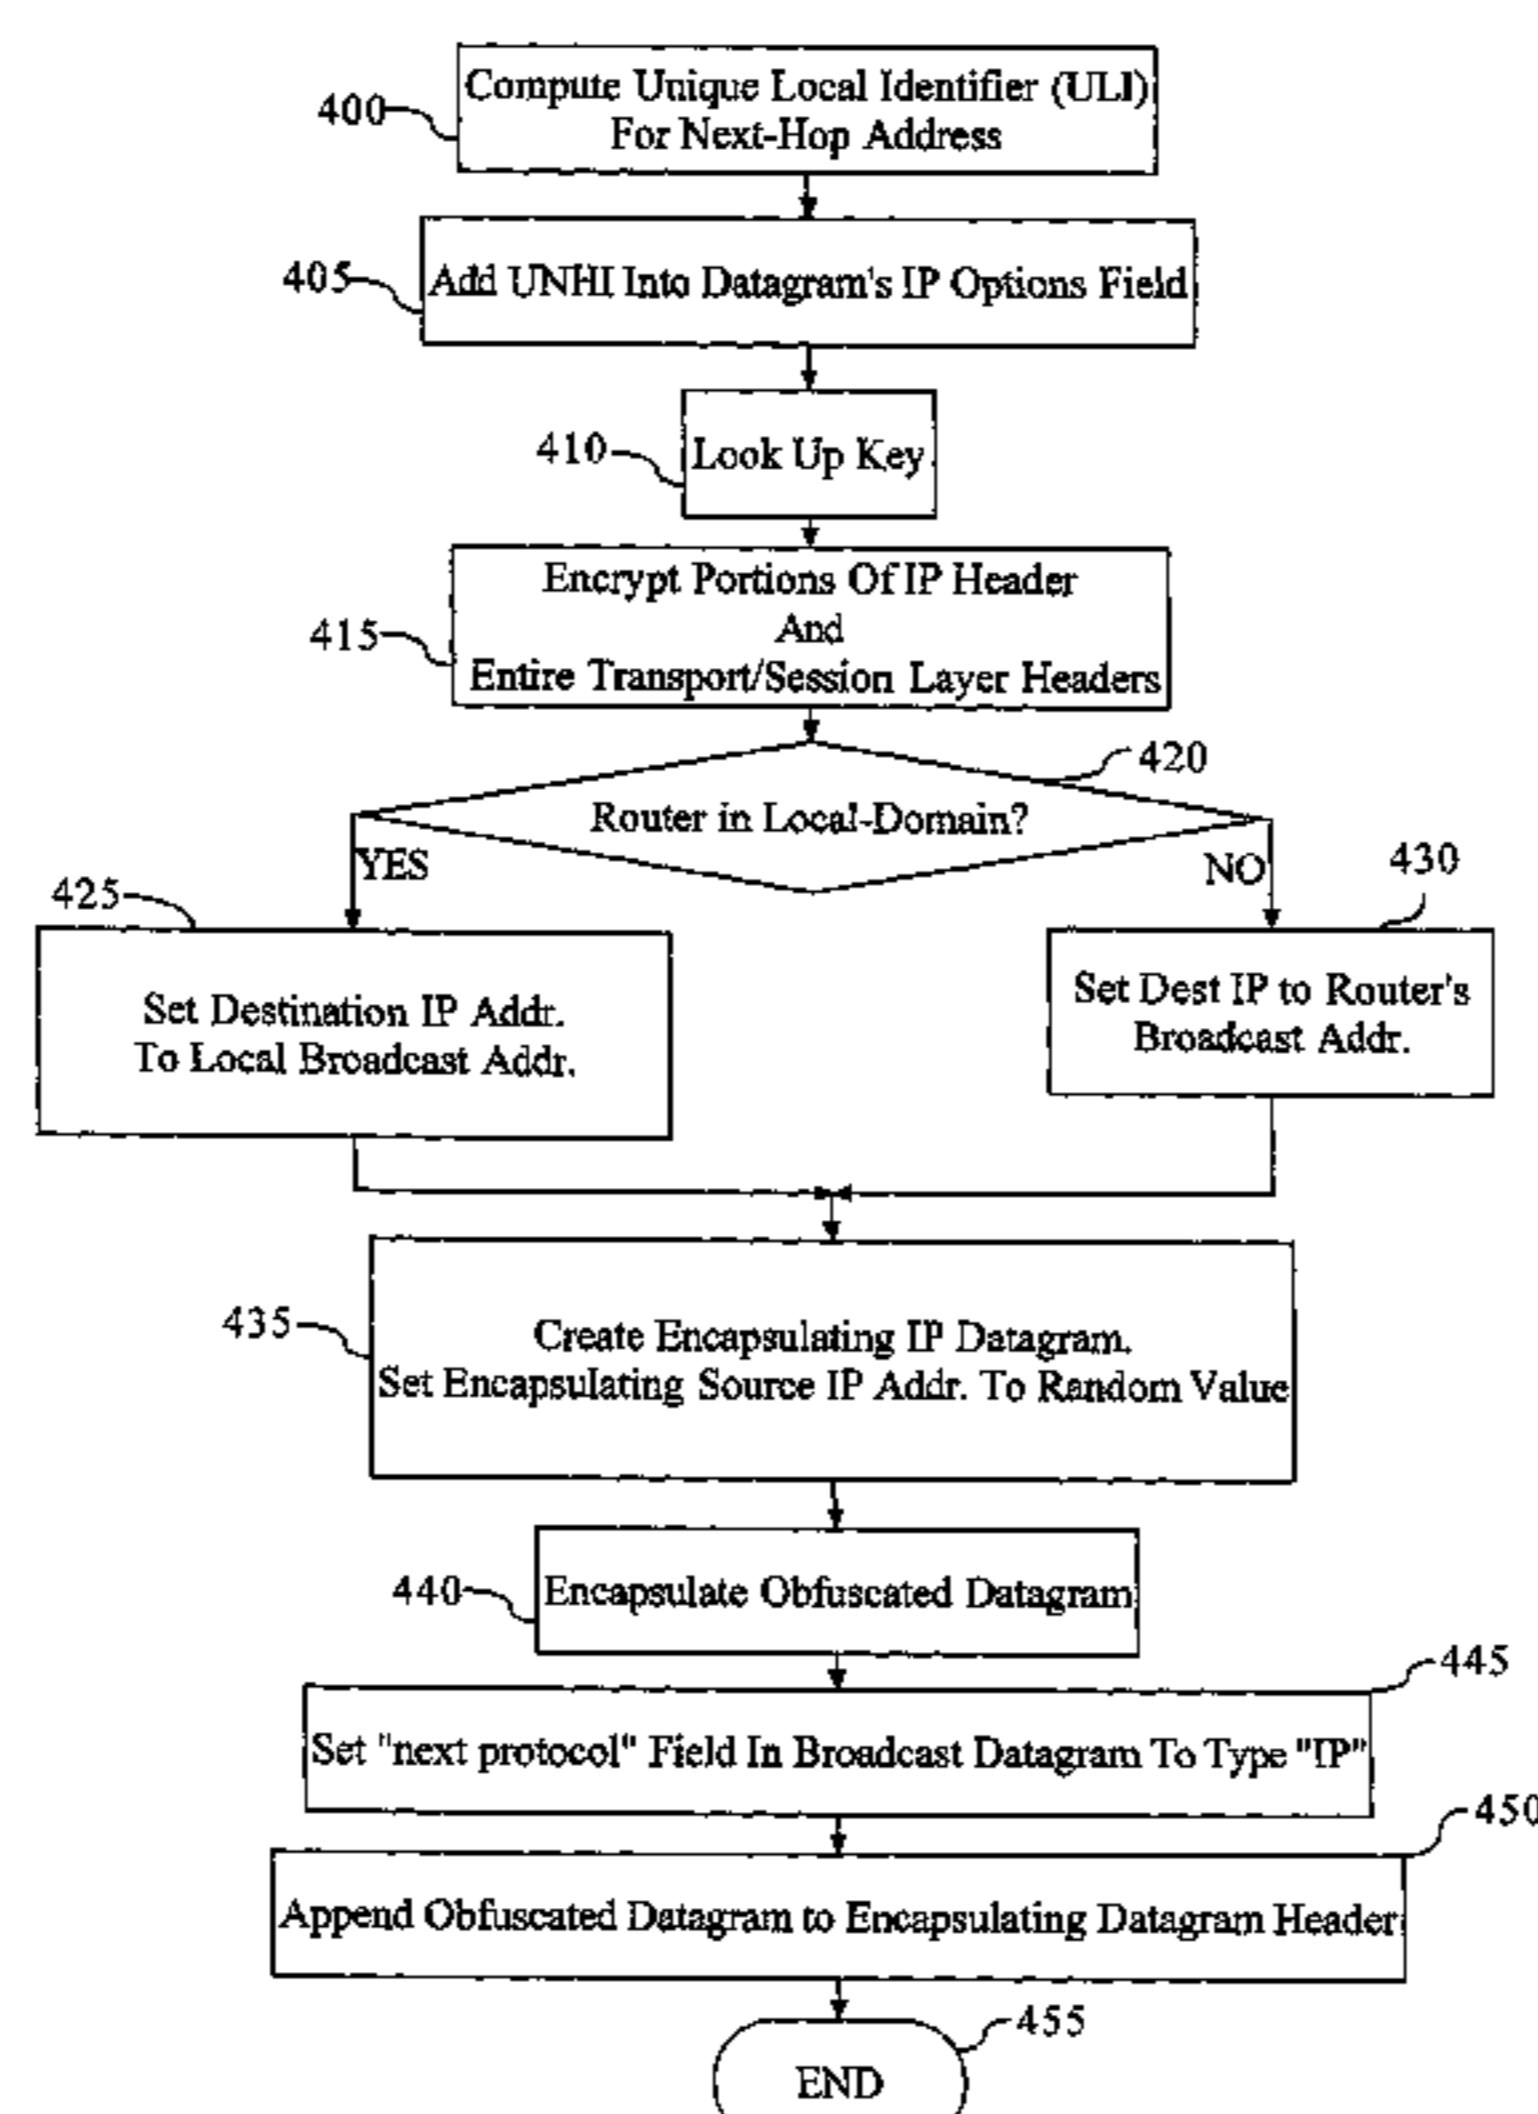 400
Compute Unique Local Identifier (ULI)
For Next-Hop Address
405
Add UNHI Into Datagram's IP Options Field
410
Look Up Key
415
Encrypt Portions Of IP Header
And
Entire Transport/Session Layer Headers
420
Router in Local-Domain?
YES
NO
425
430
Set Destination IP Addr.
To Local Broadcast Addr.
Set Dest IP to Router's
Broadcast Addr.
435
Create Encapsulating IP Datagram.
Set Encapsulating Source IP Addr. To Random Value
440
Encapsulate Obfuscated Datagram
445
Set "next protocol" Field In Broadcast Datagram To Type "IP"
450
Append Obfuscated Datagram to Encapsulating Datagram Header
455
END